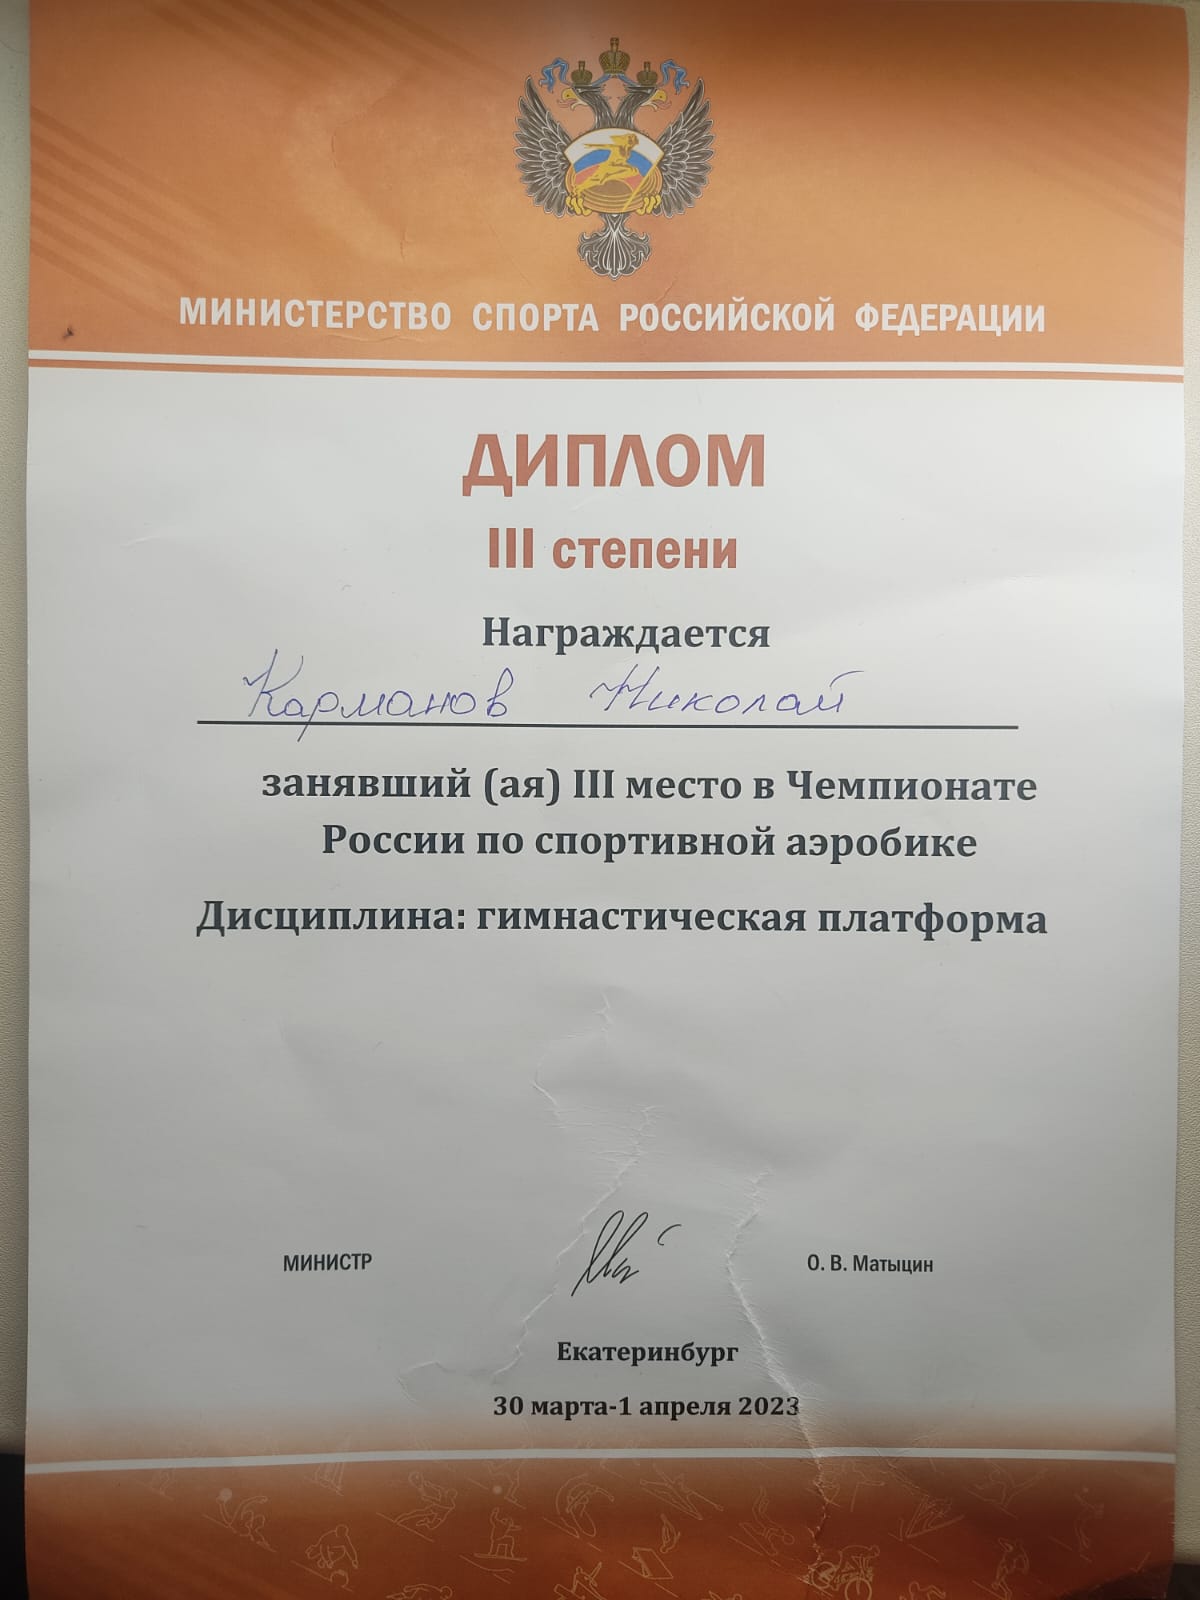 МИНИСТЕРСТВО СПОРТА РОССИЙСКОЙ ФЕДЕРАЦИИ
ДИПЛОМ
III степени
Награждается
Карманов Николай
занявший (ая) III место в Чемпионате
России по спортивной аэробике
Дисциплина: гимнастическая платформа
МИНИСТР О. В. Матыцин
Екатеринбург
30 марта-1 апреля 2023